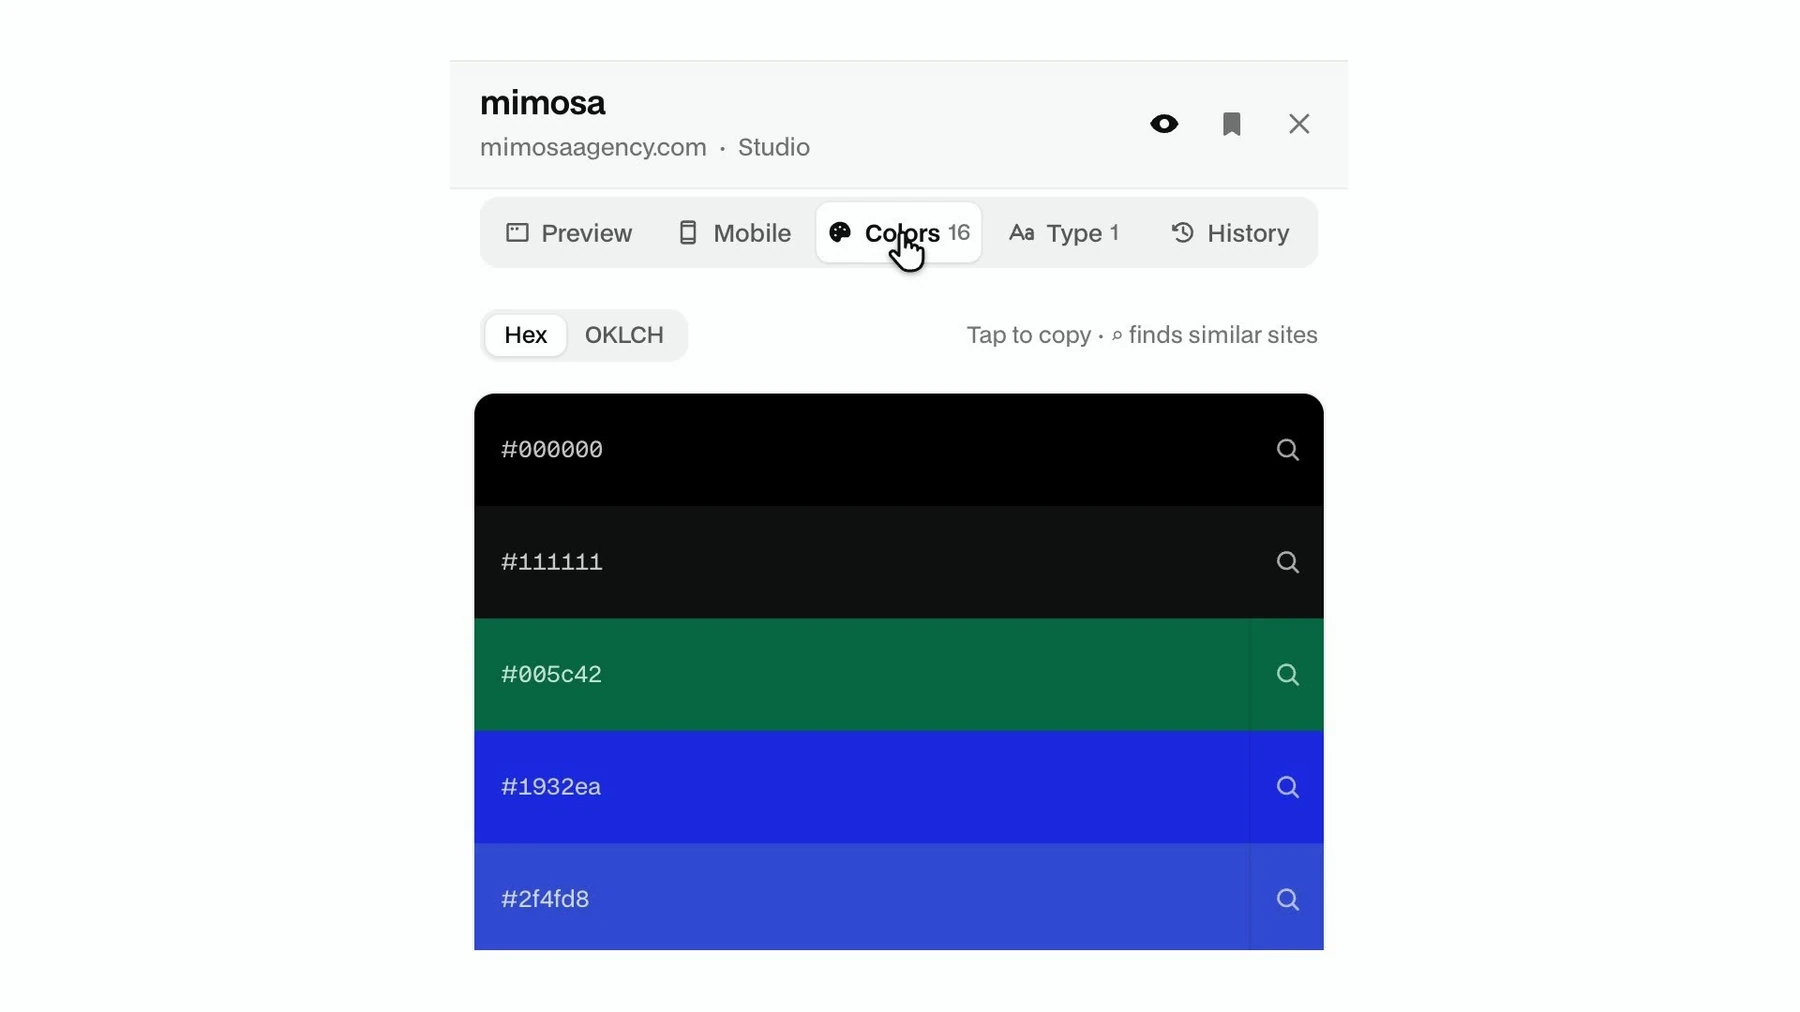 mimosa
mimosaagency.com · Studio
Preview Mobile Colors 16 Aa Type 1 History
Hex OKLCH Tap to copy · ⌕ finds similar sites
#000000
#111111
#005c42
#1932ea
#2f4fd8